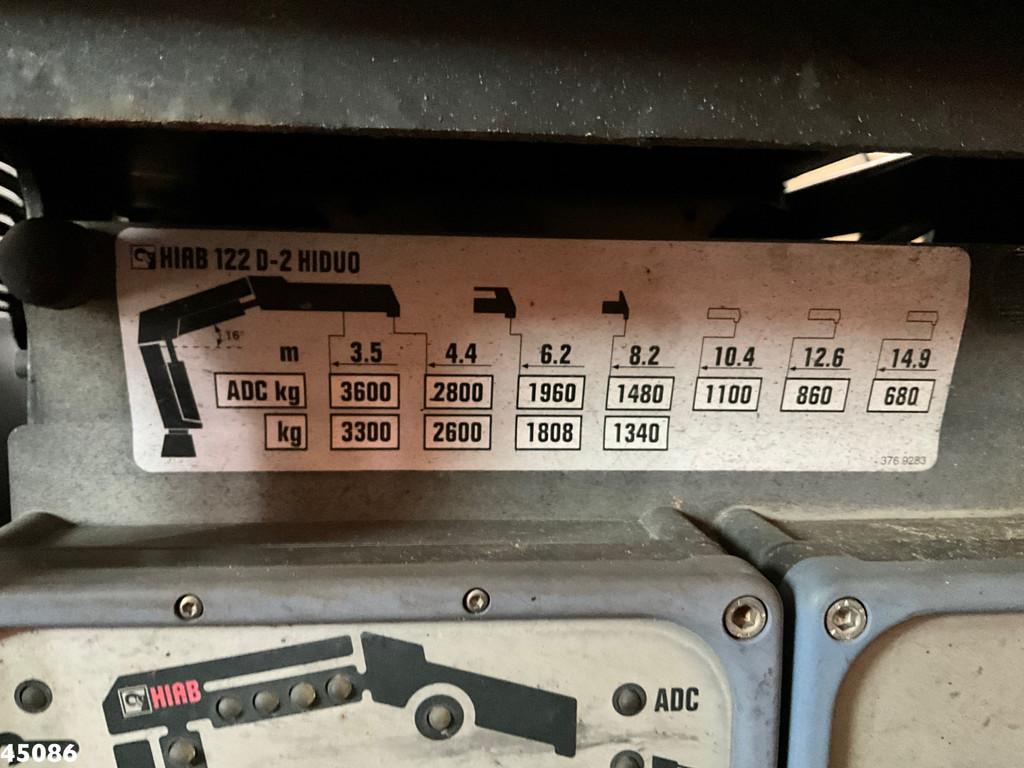 HIAB 122 D-2 HIDUO
16°
m 3.5 4.4 6.2 8.2 10.4 12.6 14.9
ADC kg 3600 2800 1960 1480 1100 860 680
kg 3300 2600 1808 1340
376 9283
HIAB
ADC
45086